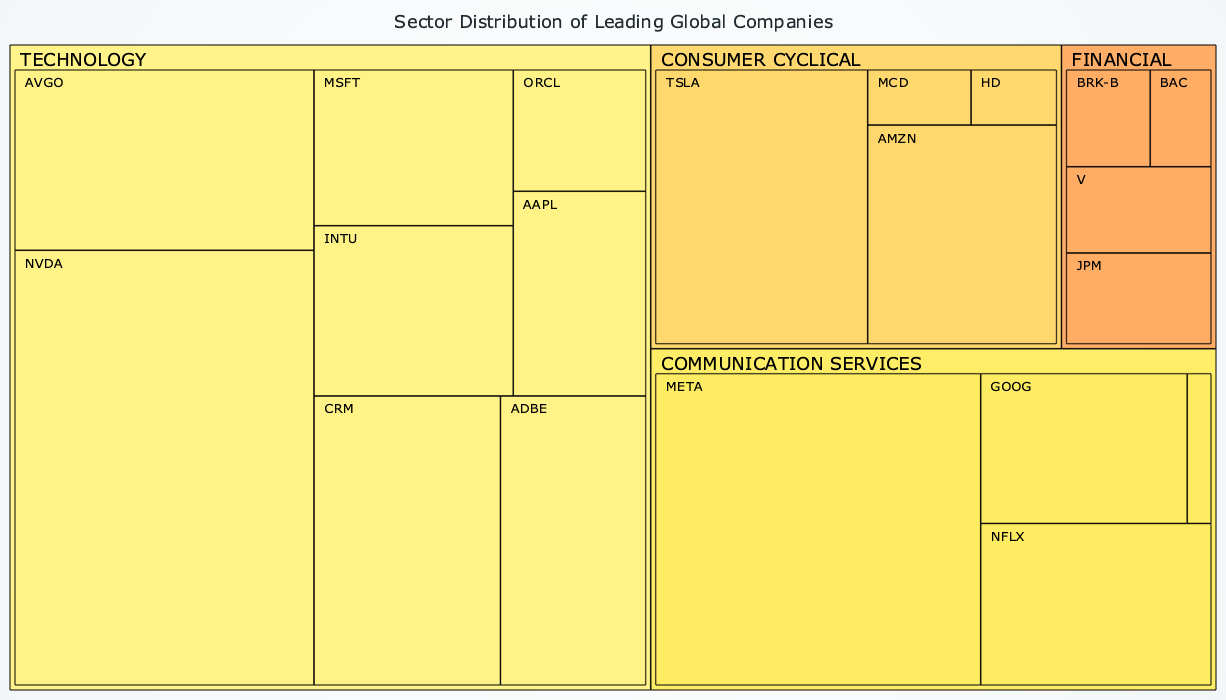 Sector Distribution of Leading Global Companies
TECHNOLOGY
AVGO
MSFT
ORCL
AAPL
INTU
NVDA
CRM
ADBE
CONSUMER CYCLICAL
TSLA
MCD
HD
AMZN
FINANCIAL
BRK-B
BAC
V
JPM
COMMUNICATION SERVICES
META
GOOG
NFLX